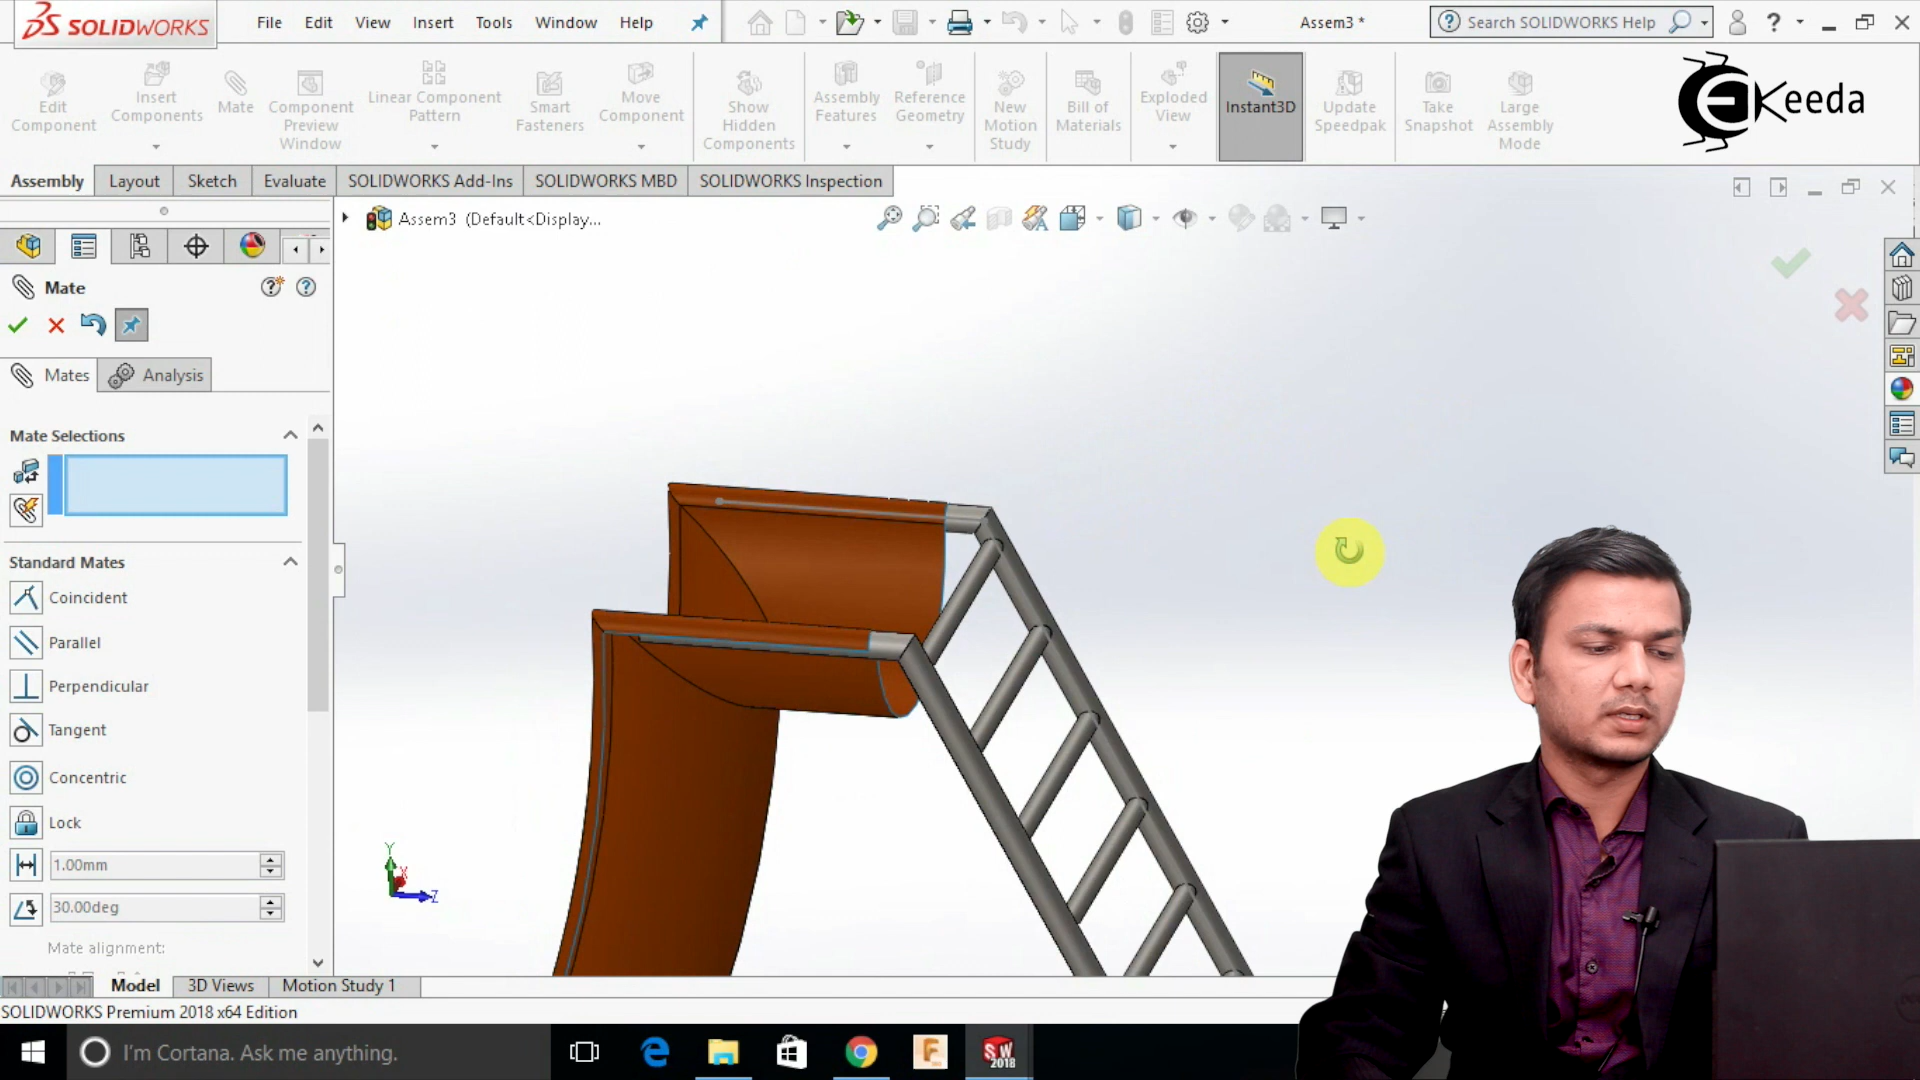 SOLIDWORKS
File Edit View Insert Tools Window Help
Assem3 *
Search SOLIDWORKS Help
Edit Component
Insert Components
Mate
Component Preview Window
Linear Component Pattern
Smart Fasteners
Move Component
Show Hidden Components
Assembly Features
Reference Geometry
New Motion Study
Bill of Materials
Exploded View
Instant3D
Update Speedpak
Take Snapshot
Large Assembly Mode
EKeeda
Assembly Layout Sketch Evaluate SOLIDWORKS Add-Ins SOLIDWORKS MBD SOLIDWORKS Inspection
Assem3 (Default<Display...
Mate
Mates Analysis
Mate Selections
Standard Mates
Coincident
Parallel
Perpendicular
Tangent
Concentric
Lock
1.00mm
30.00deg
Mate alignment:
Y
X
Z
Model 3D Views Motion Study 1
SOLIDWORKS Premium 2018 x64 Edition
I'm Cortana. Ask me anything.
SW
2018